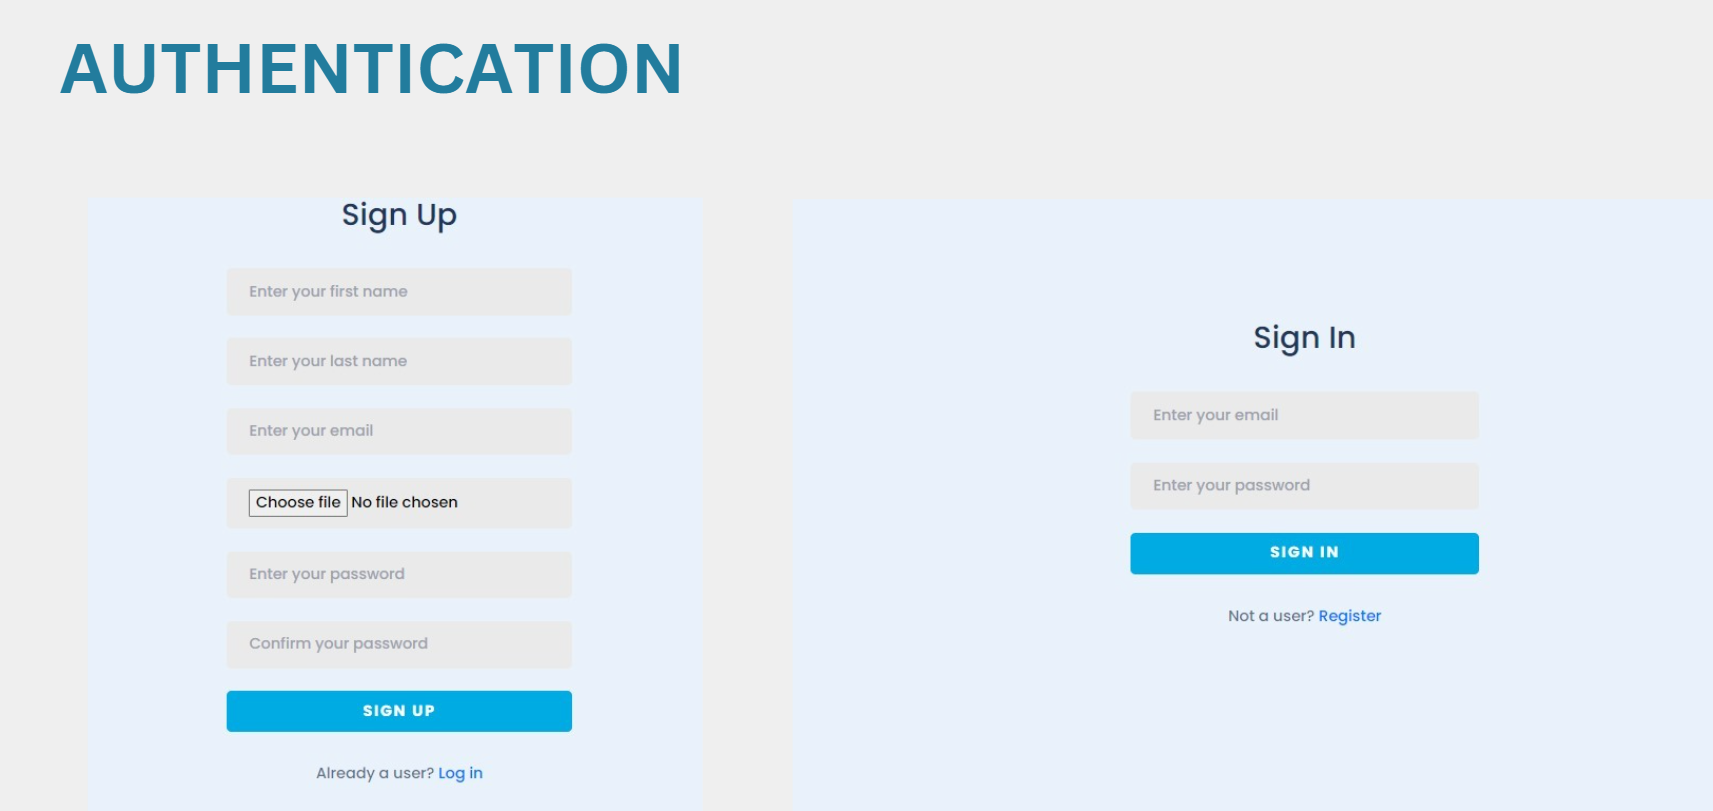 AUTHENTICATION
Sign Up
Enter your first name
Enter your last name
Enter your email
Choose file No file chosen
Enter your password
Confirm your password
SIGN UP
Already a user? Log in
Sign In
Enter your email
Enter your password
SIGN IN
Not a user? Register